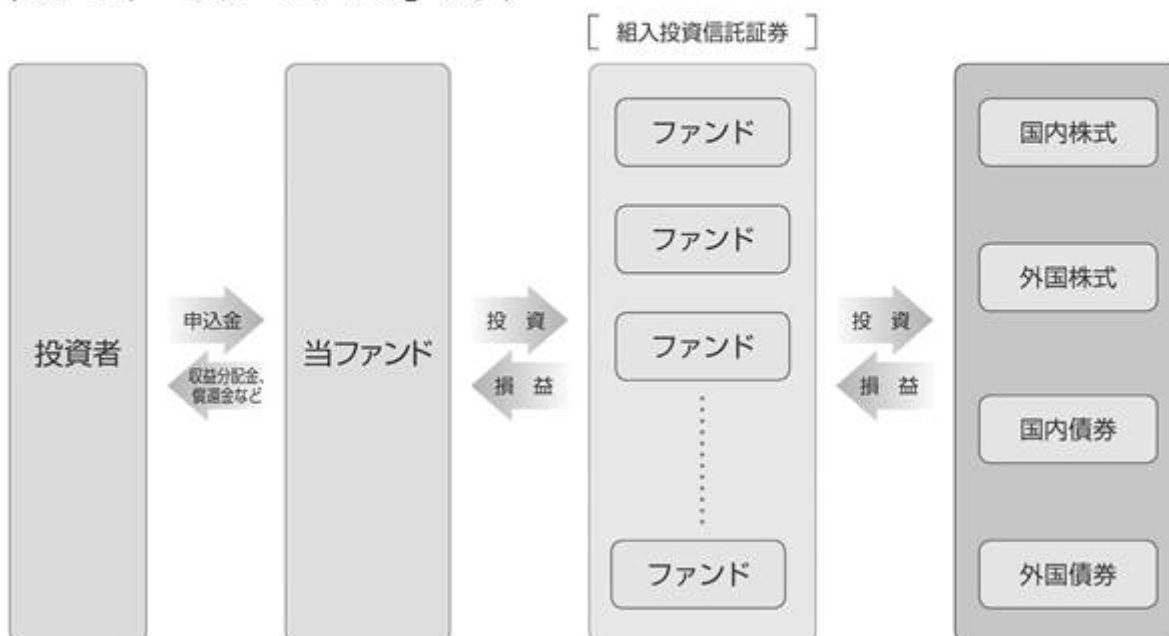 [ 組入投資信託証券 ]
投資者
申込金
収益分配金、
償還金など
当ファンド
投 資
損 益
ファンド
ファンド
ファンド
ファンド
投 資
損 益
国内株式
外国株式
国内債券
外国債券